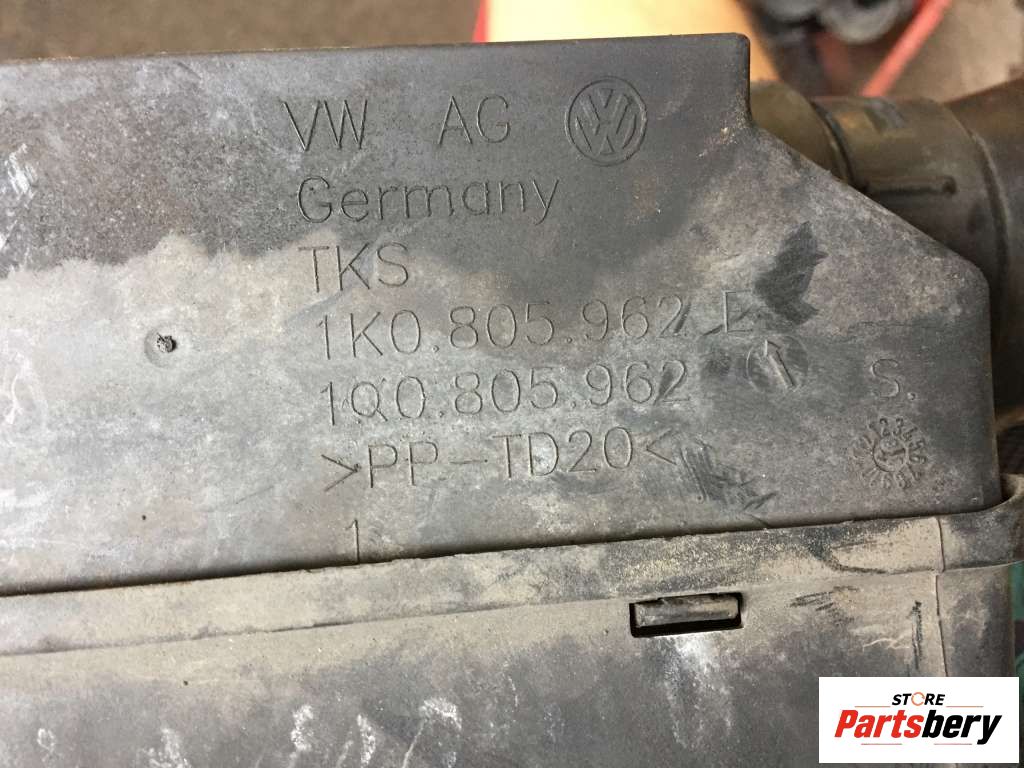 VW AG
Germany
TKS
1K0.805.962 E
1Q0.805.962
S.
>PP-TD20<
1
STORE
Partsbery